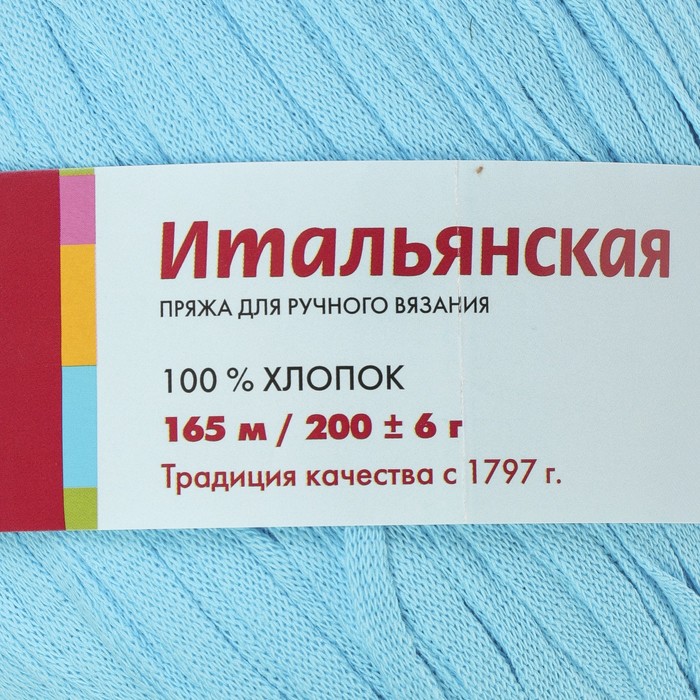 Итальянская
ПРЯЖА ДЛЯ РУЧНОГО ВЯЗАНИЯ
100 % ХЛОПОК
165 м / 200 ± 6 г
Традиция качества с 1797 г.